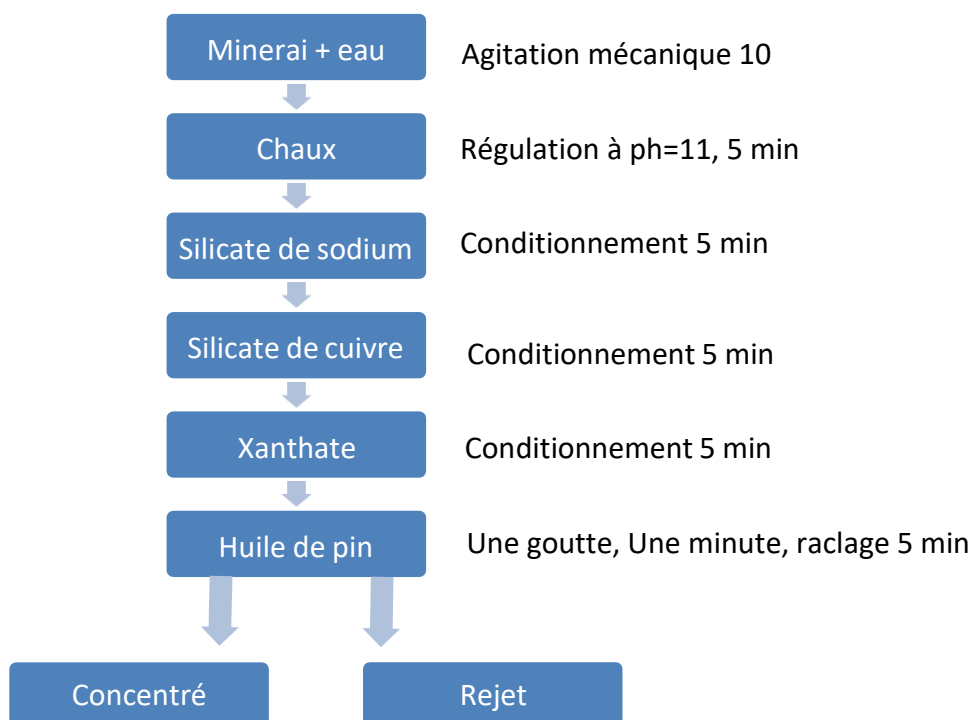 Minerai + eau
Agitation mécanique 10
Chaux
Régulation à ph=11, 5 min
Silicate de sodium
Conditionnement 5 min
Silicate de cuivre
Conditionnement 5 min
Xanthate
Conditionnement 5 min
Huile de pin
Une goutte, Une minute, raclage 5 min
Concentré
Rejet